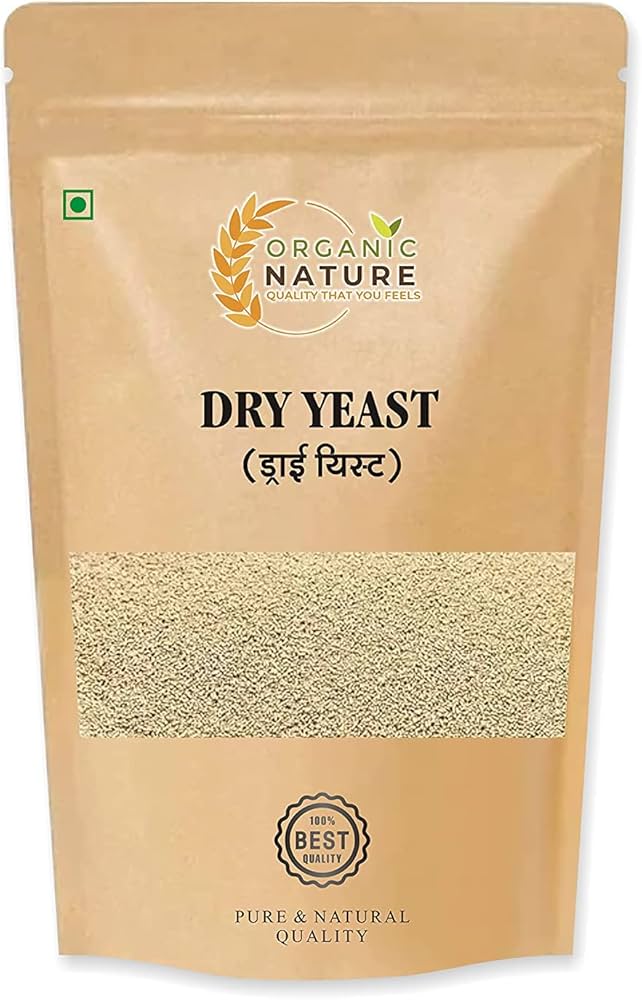 ORGANIC
NATURE
QUALITY THAT YOU FEELS
DRY YEAST
(ड्राई यिस्ट)
100%
BEST
QUALITY
PURE & NATURAL
QUALITY